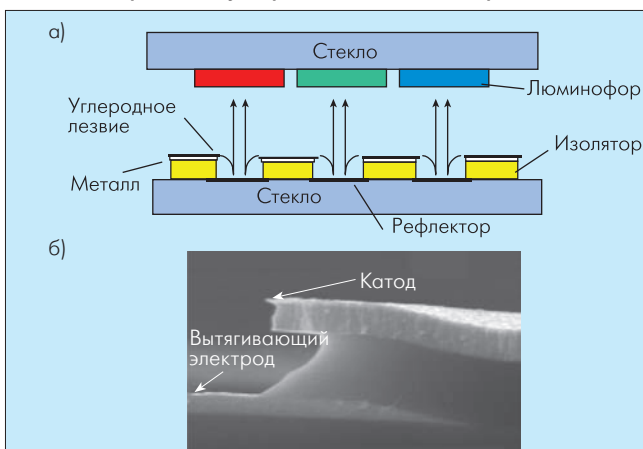 а)
Стекло
Люминофор
Углеродное
лезвие
Изолятор
Металл
Стекло
Рефлектор
б)
Катод
Вытягивающий
электрод